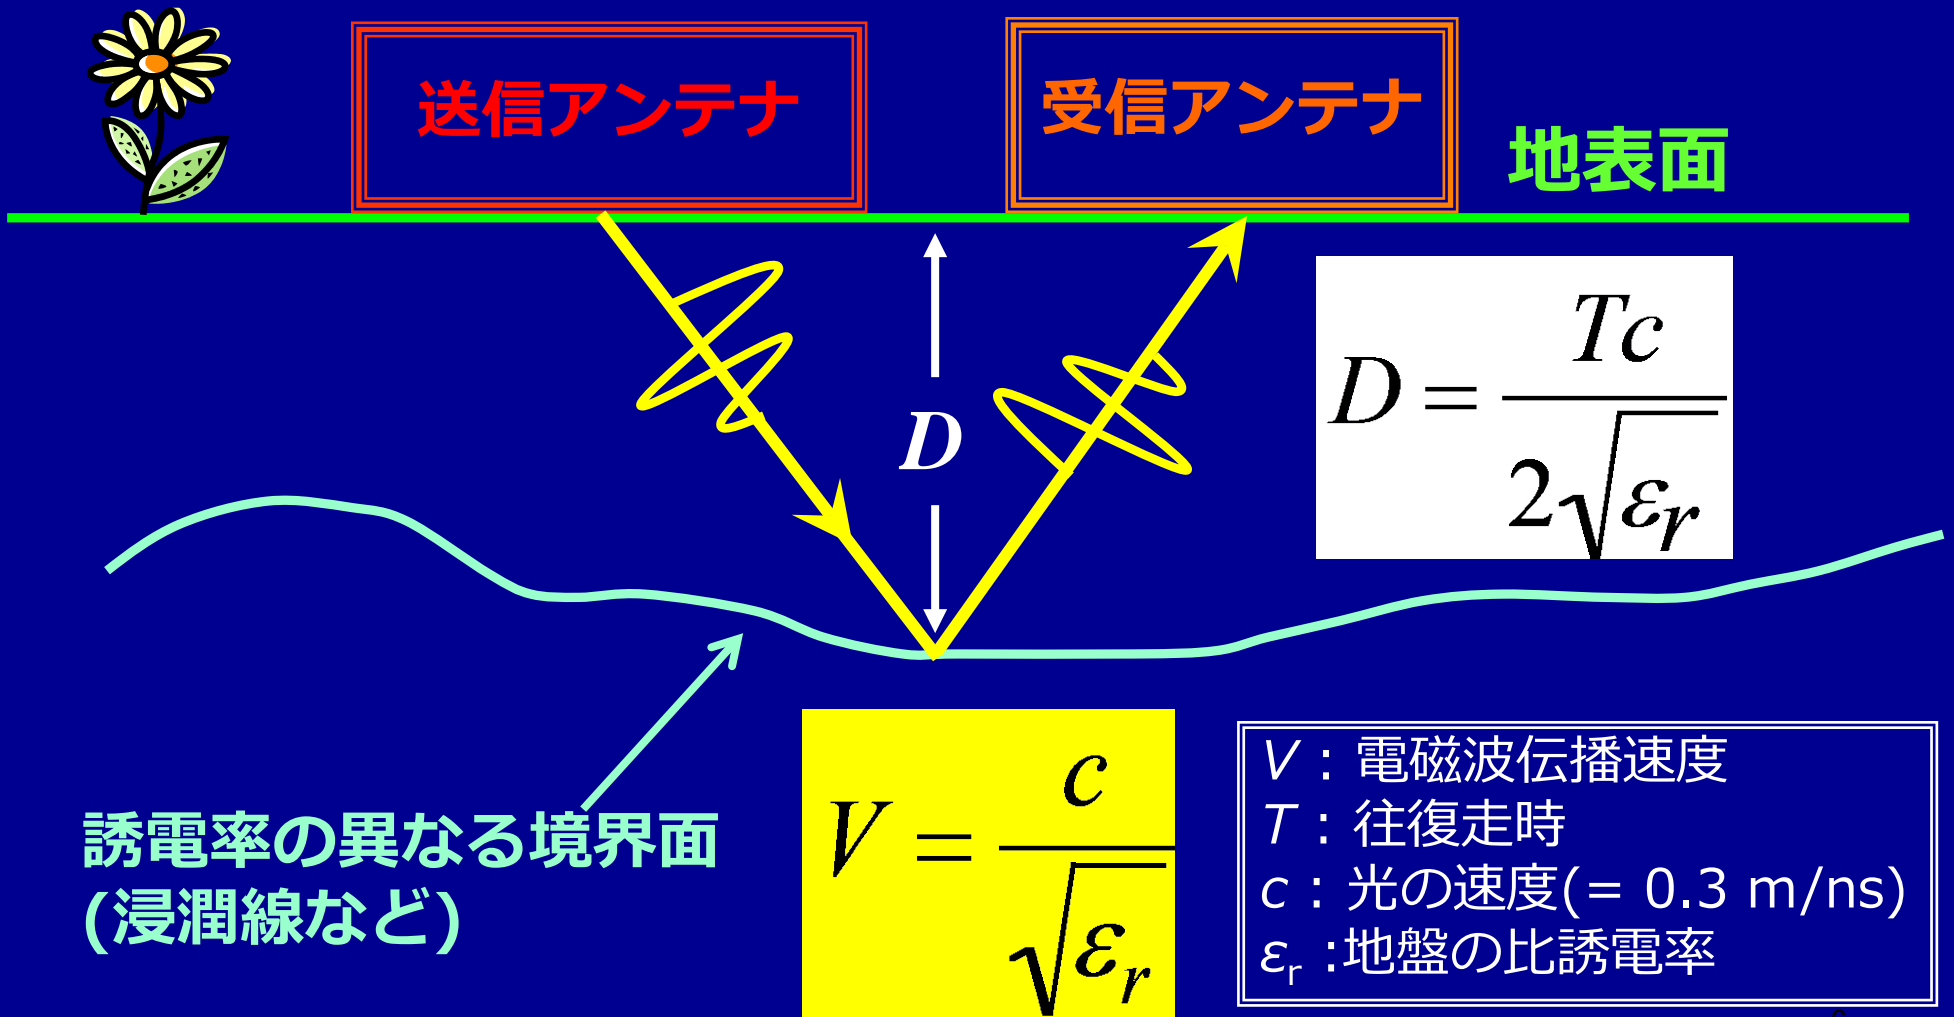 送信アンテナ
受信アンテナ
地表面
D
D = Tc / 2√εr
誘電率の異なる境界面
(浸潤線など)
V = c / √εr
V：電磁波伝播速度
T：往復走時
c：光の速度(= 0.3 m/ns)
εr：地盤の比誘電率